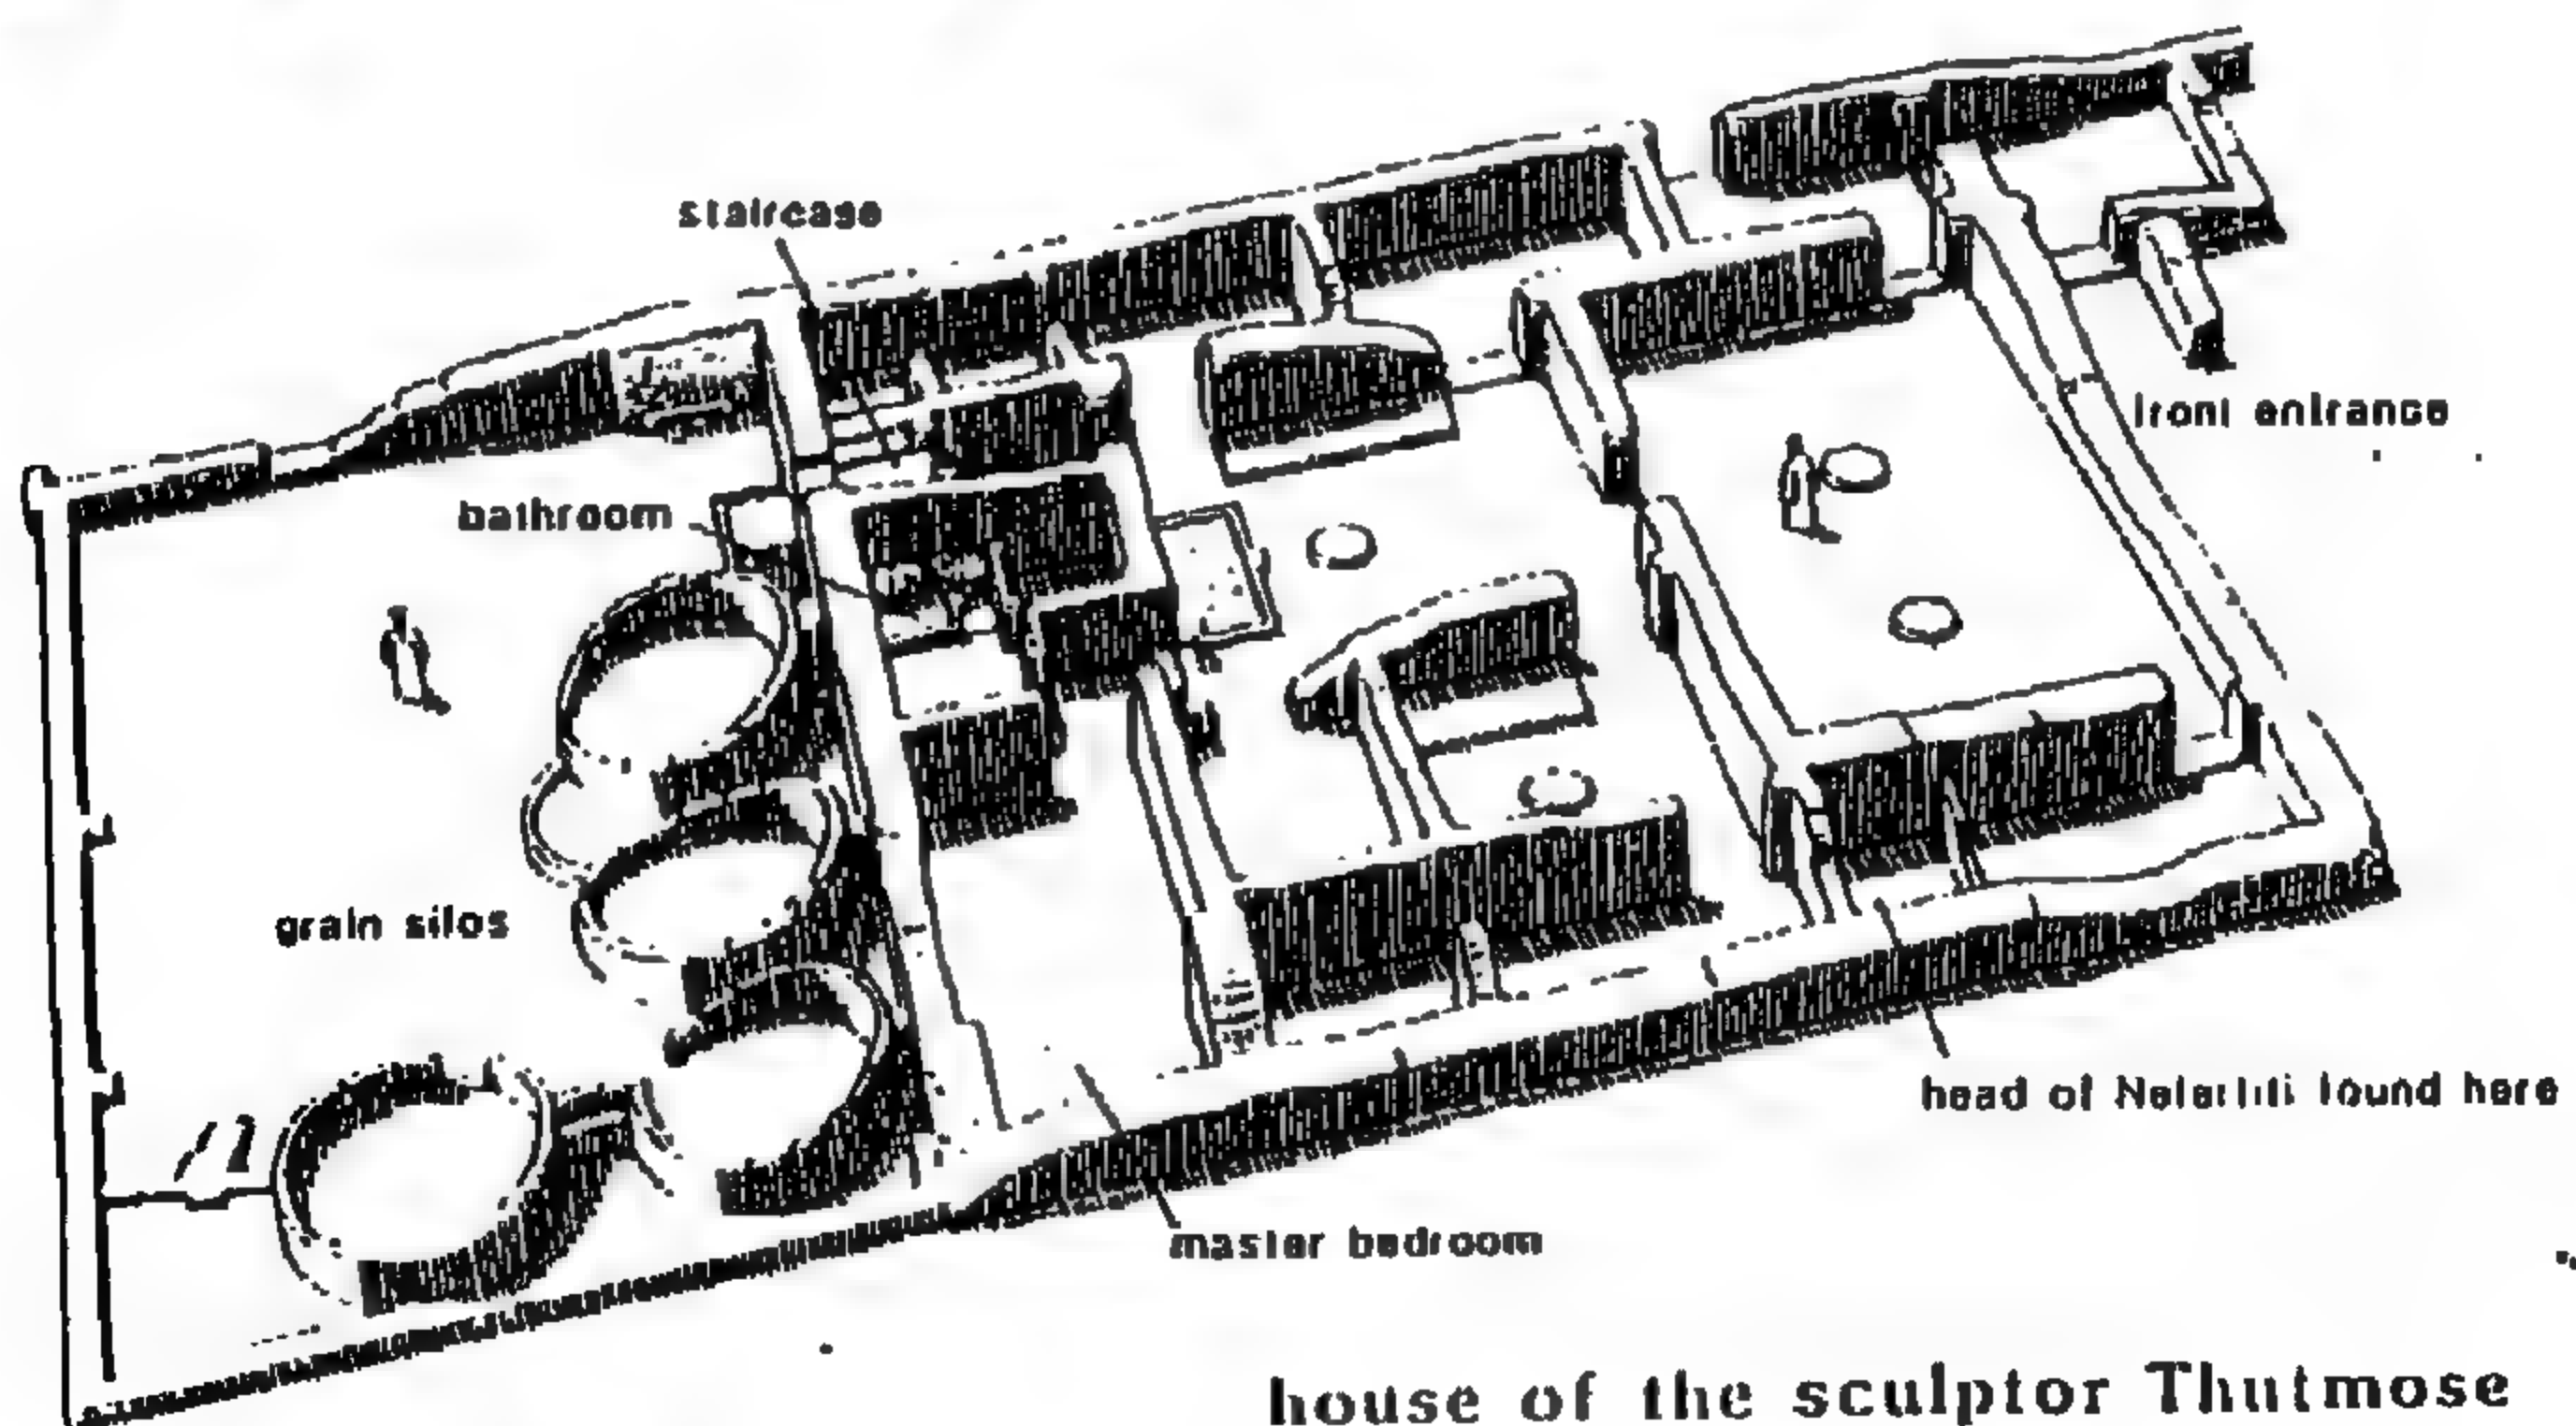 staircase
front entrance
bathroom
grain silos
head of Nefertiti found here
master bedroom
house of the sculptor Thutmose